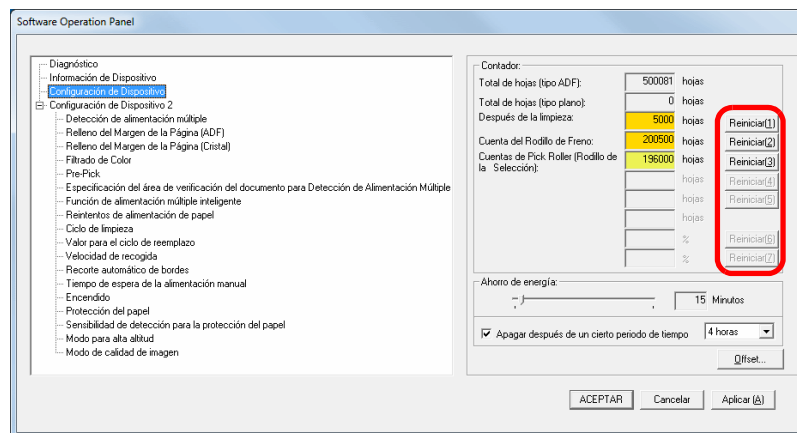 Software Operation Panel
Diagnóstico
Información de Dispositivo
Configuración de Dispositivo
Configuración de Dispositivo 2
Detección de alimentación múltiple
Relleno del Margen de la Página (ADF)
Relleno del Margen de la Página (Cristal)
Filtrado de Color
Pre-Pick
Especificación del área de verificación del documento para Detección de Alimentación Múltiple
Función de alimentación múltiple inteligente
Reintentos de alimentación de papel
Ciclo de limpieza
Valor para el ciclo de reemplazo
Velocidad de recogida
Recorte automático de bordes
Tiempo de espera de la alimentación manual
Encendido
Protección del papel
Sensibilidad de detección para la protección del papel
Modo para alta altitud
Modo de calidad de imagen
Contador:
Total de hojas (tipo ADF): 500081 hojas
Total de hojas (tipo plano): 0 hojas
Después de la limpieza: 5000 hojas Reiniciar(1)
Cuenta del Rodillo de Freno: 200500 hojas Reiniciar(2)
Cuentas de Pick Roller (Rodillo de la Selección): 196000 hojas Reiniciar(3)
hojas Reiniciar(4)
hojas Reiniciar(5)
hojas
% Reiniciar(6)
% Reiniciar(7)
Ahorro de energía:
15 Minutos
Apagar después de un cierto periodo de tiempo 4 horas
Offset...
ACEPTAR Cancelar Aplicar (A)